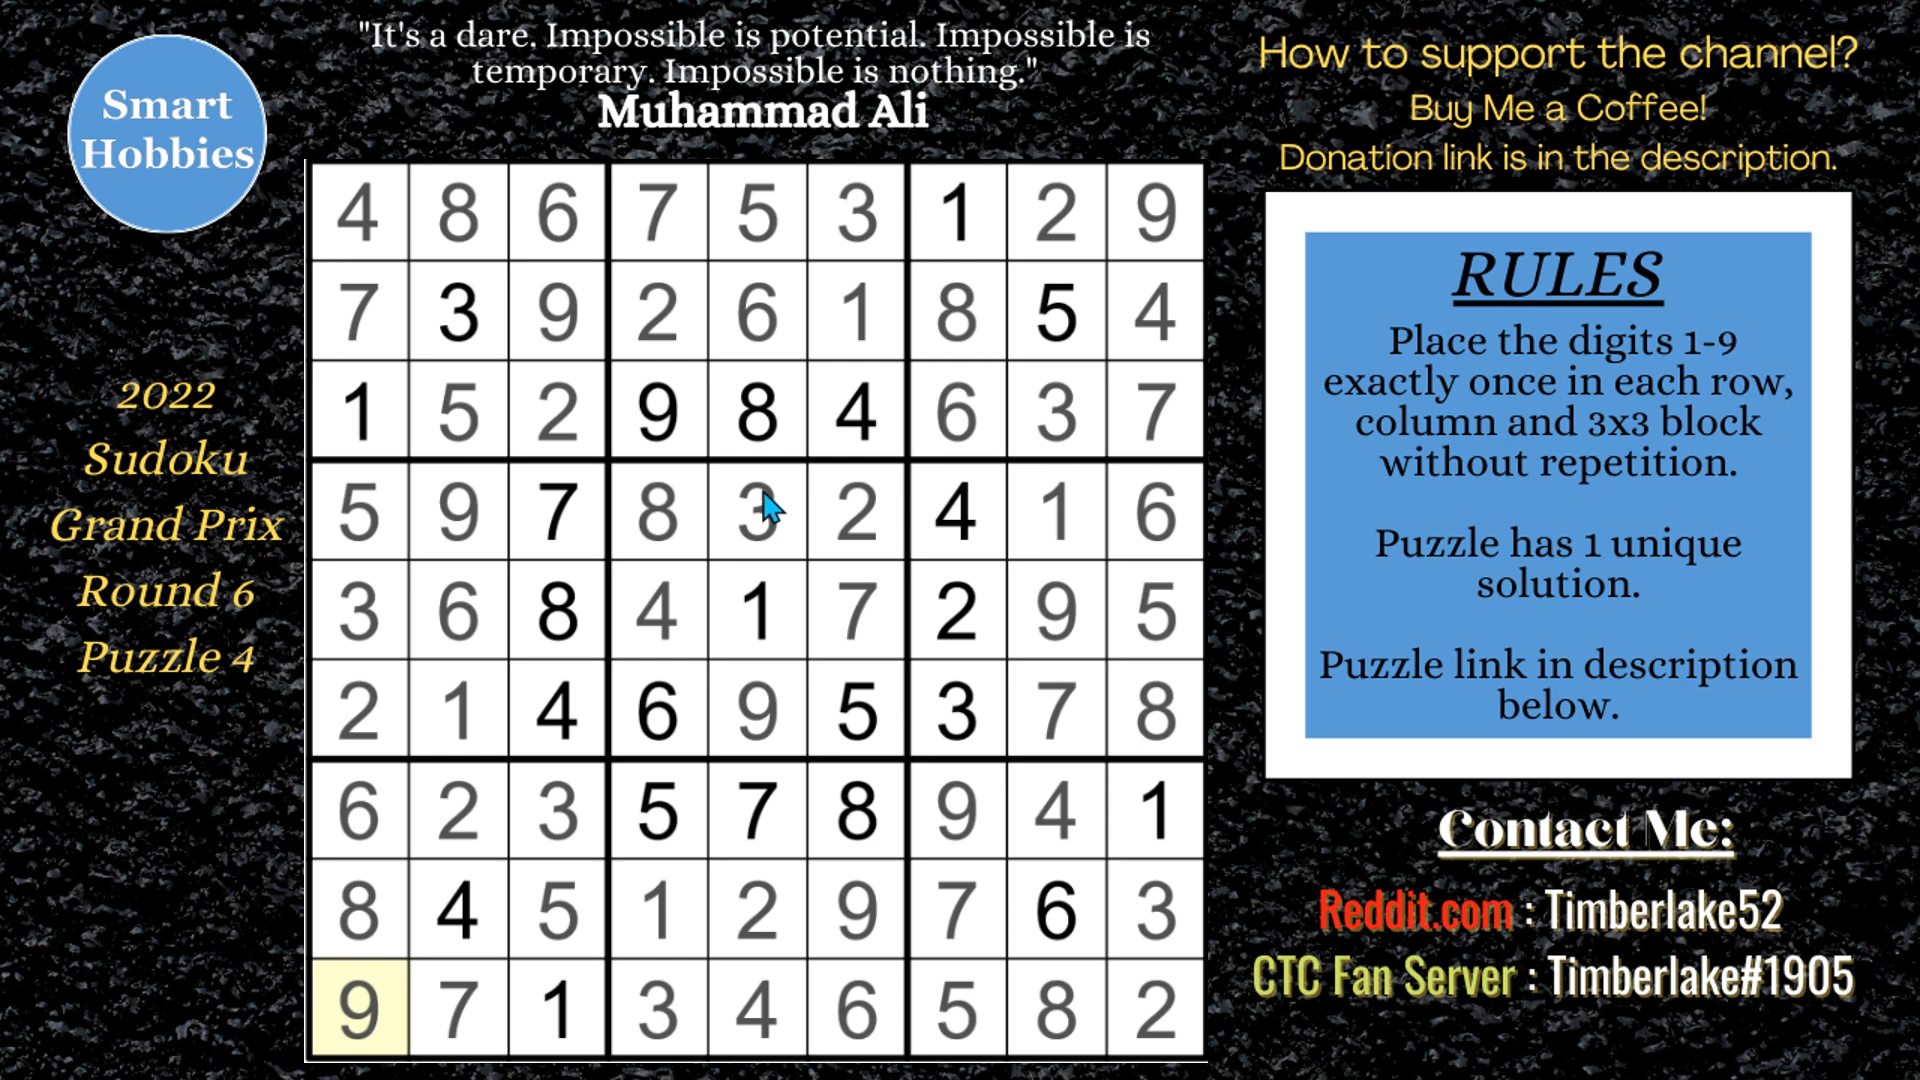 Smart
Hobbies
"It's a dare. Impossible is potential. Impossible is
temporary. Impossible is nothing."
Muhammad Ali
2022
Sudoku
Grand Prix
Round 6
Puzzle 4
4 8 6 7 5 3 1 2 9
7 3 9 2 6 1 8 5 4
1 5 2 9 8 4 6 3 7
5 9 7 8 3 2 4 1 6
3 6 8 4 1 7 2 9 5
2 1 4 6 9 5 3 7 8
6 2 3 5 7 8 9 4 1
8 4 5 1 2 9 7 6 3
9 7 1 3 4 6 5 8 2
How to support the channel?
Buy Me a Coffee!
Donation link is in the description.
RULES
Place the digits 1-9
exactly once in each row,
column and 3x3 block
without repetition.
Puzzle has 1 unique
solution.
Puzzle link in description
below.
Contact Me:
Reddit.com : Timberlake52
CTC Fan Server : Timberlake#1905